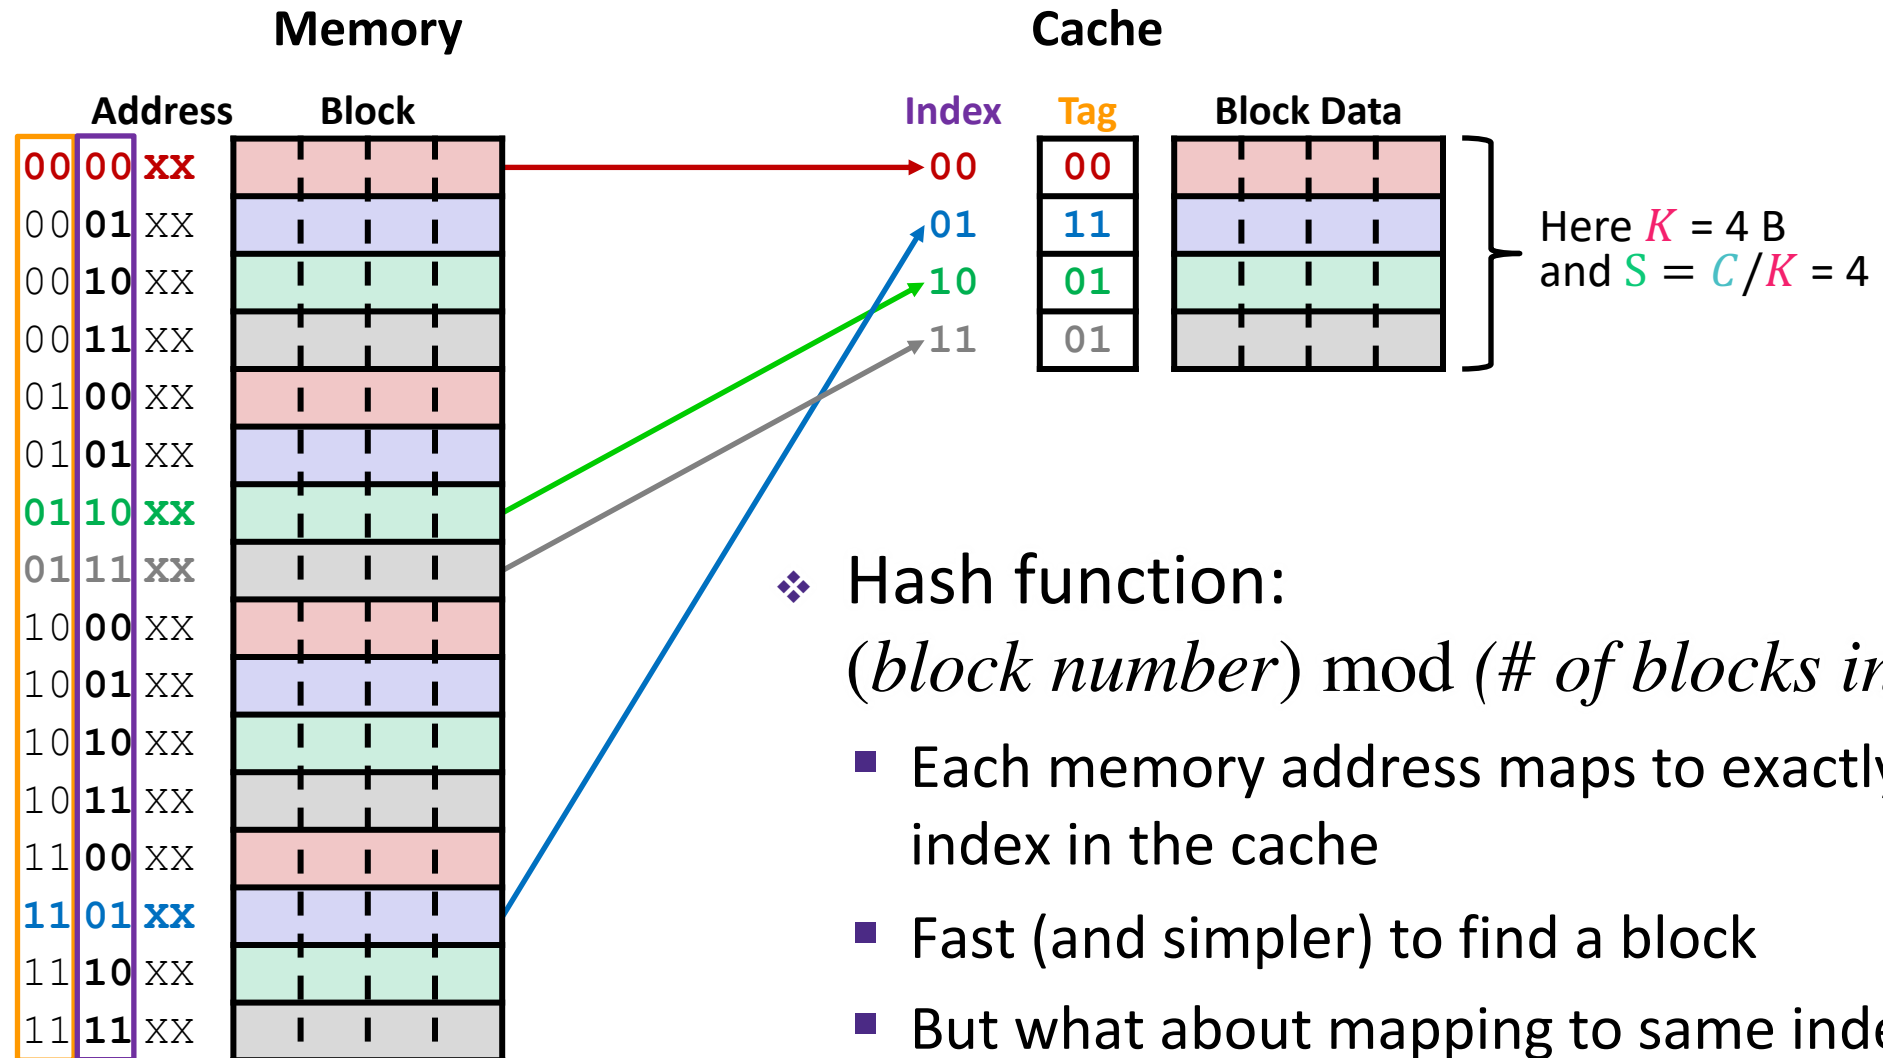 Memory Cache
Address Block Index Tag Block Data
00 00 XX 00 00
00 01 XX 01 11
00 10 XX 10 01
00 11 XX 11 01
Here K = 4 B
and S = C/K = 4
01 00 XX
01 01 XX
01 10 XX
01 11 XX
10 00 XX
10 01 XX
10 10 XX
10 11 XX
11 00 XX
11 01 XX
11 10 XX
11 11 XX
❖ Hash function:
(block number) mod (# of blocks in
▪ Each memory address maps to exactly
index in the cache
▪ Fast (and simpler) to find a block
▪ But what about mapping to same